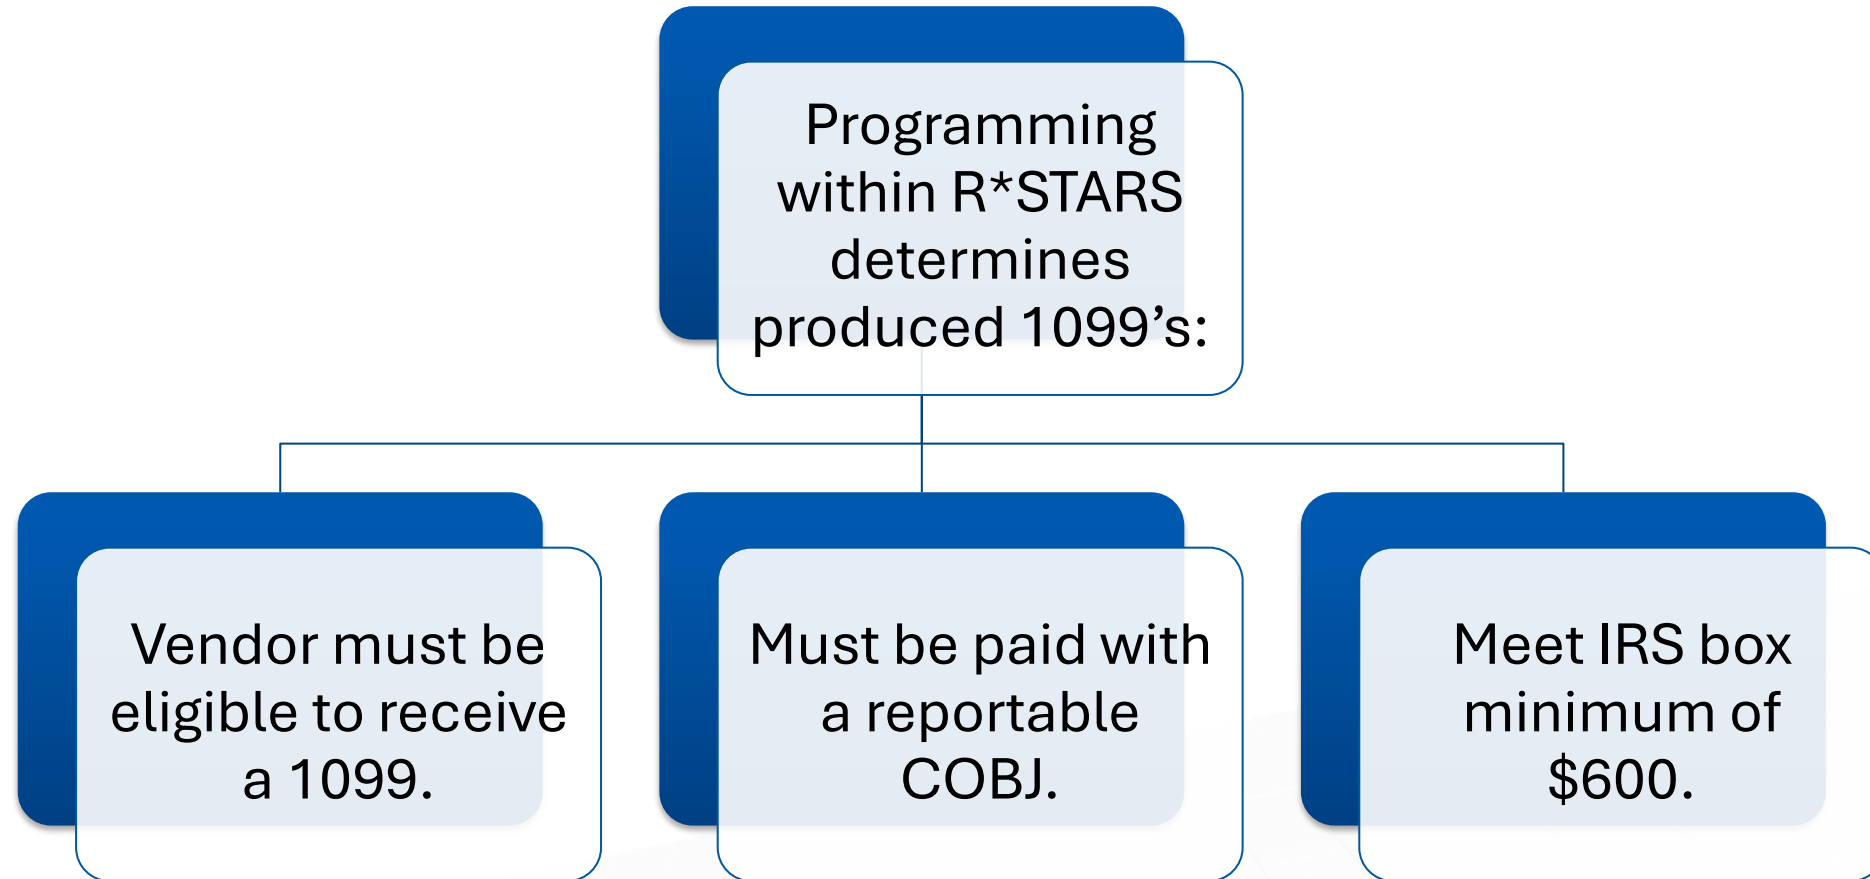 Programming
within R*STARS
determines
produced 1099’s:
Vendor must be
eligible to receive
a 1099.
Must be paid with
a reportable
COBJ.
Meet IRS box
minimum of
$600.